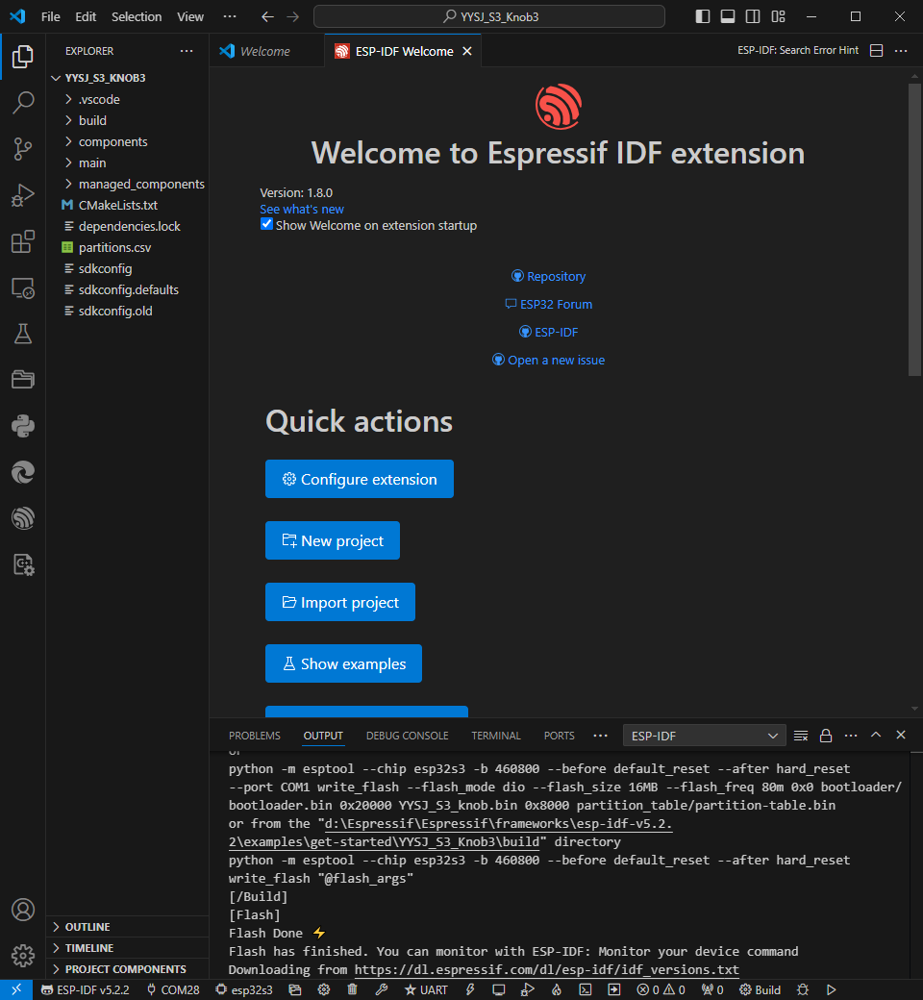 File Edit Selection View ··· YYSJ_S3_Knob3
EXPLORER ···
YYSJ_S3_KNOB3
.vscode
build
components
main
managed_components
CMakeLists.txt
dependencies.lock
partitions.csv
sdkconfig
sdkconfig.defaults
sdkconfig.old
OUTLINE
TIMELINE
PROJECT COMPONENTS
Welcome ESP-IDF Welcome ESP-IDF: Search Error Hint ···
Welcome to Espressif IDF extension
Version: 1.8.0
See what's new
Show Welcome on extension startup
Repository
ESP32 Forum
ESP-IDF
Open a new issue
Quick actions
Configure extension
New project
Import project
Show examples
PROBLEMS OUTPUT DEBUG CONSOLE TERMINAL PORTS ··· ESP-IDF ···
or
python -m esptool --chip esp32s3 -b 460800 --before default_reset --after hard_reset
--port COM1 write_flash --flash_mode dio --flash_size 16MB --flash_freq 80m 0x0 bootloader/
bootloader.bin 0x20000 YYSJ_S3_knob.bin 0x8000 partition_table/partition-table.bin
or from the "d:\Espressif\Espressif\frameworks\esp-idf-v5.2.
2\examples\get-started\YYSJ_S3_Knob3\build" directory
python -m esptool --chip esp32s3 -b 460800 --before default_reset --after hard_reset
write_flash "@flash_args"
[/Build]
[Flash]
Flash Done ⚡
Flash has finished. You can monitor with ESP-IDF: Monitor your device command
Downloading from https://dl.espressif.com/dl/esp-idf/idf_versions.txt
ESP-IDF v5.2.2 COM28 esp32s3 UART 0 0 0 Build